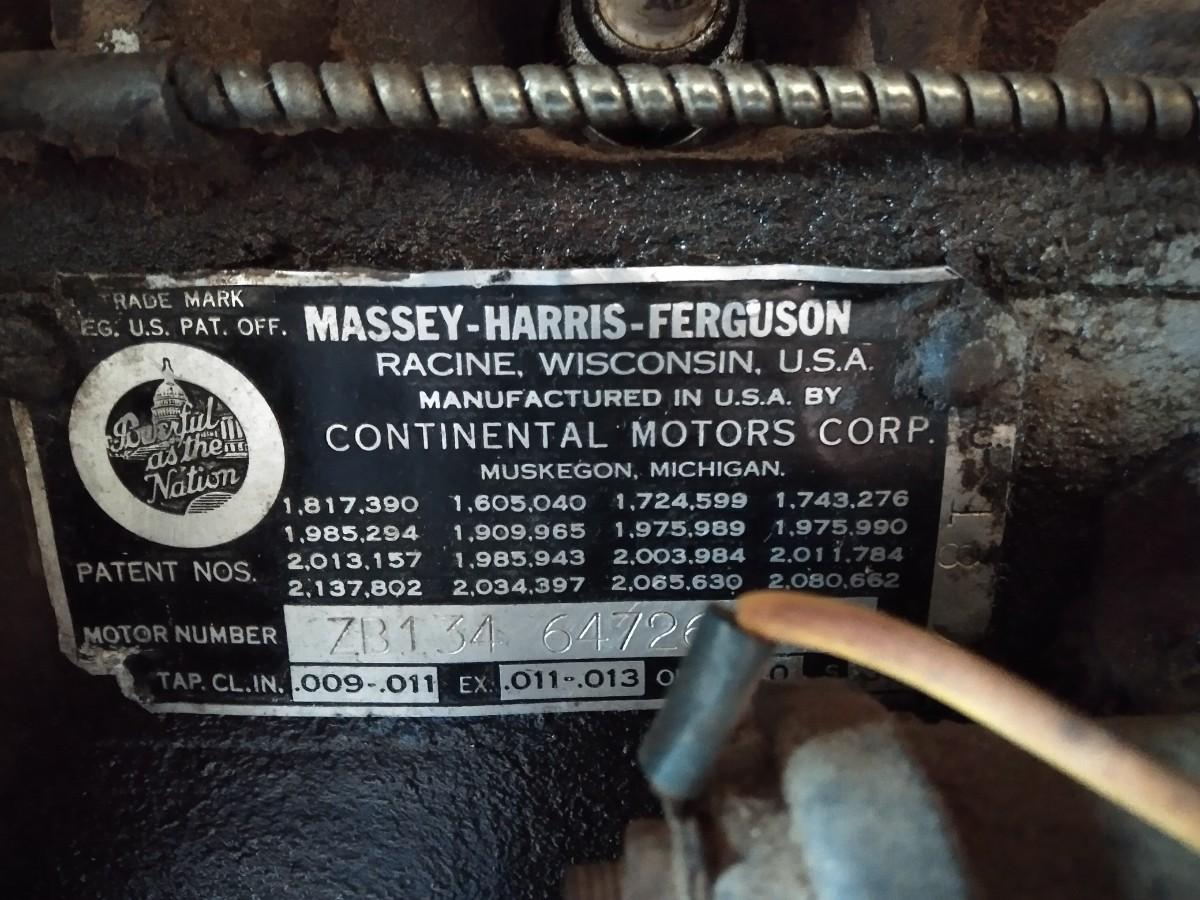 TRADE MARK
EG. U.S. PAT. OFF.
MASSEY-HARRIS-FERGUSON
RACINE, WISCONSIN, U.S.A.
MANUFACTURED IN U.S.A. BY
CONTINENTAL MOTORS CORP.
MUSKEGON, MICHIGAN.
Powerful
as the
Nation
PATENT NOS.
1,817,390 1,605,040 1,724,599 1,743,276
1,985,294 1,909,965 1,975,989 1,975,990
2,013,157 1,985,943 2,003,984 2,011,784
2,137,802 2,034,397 2,065,630 2,080,662
MOTOR NUMBER ZB134 64726
TAP. CL. IN. .009-.011 EX. .011-.013